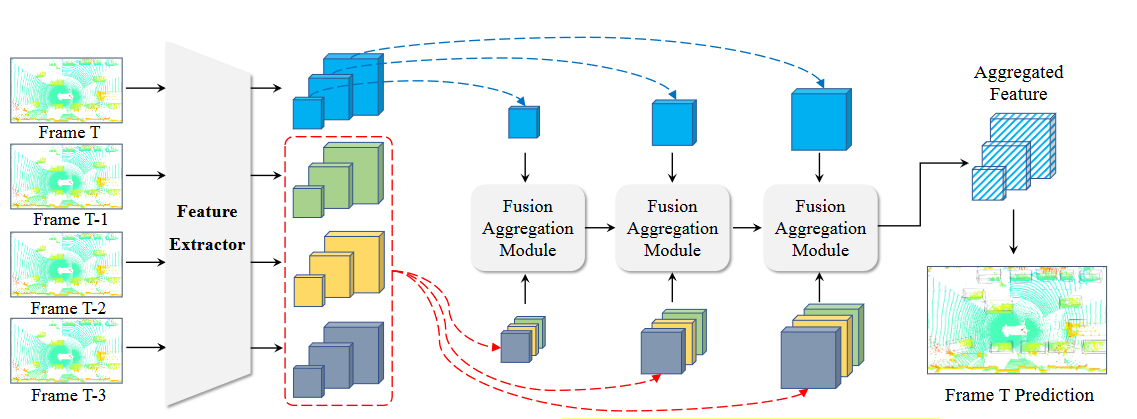 Frame T
Frame T-1
Frame T-2
Frame T-3
Feature
Extractor
Fusion
Aggregation
Module
Fusion
Aggregation
Module
Fusion
Aggregation
Module
Aggregated
Feature
Frame T Prediction